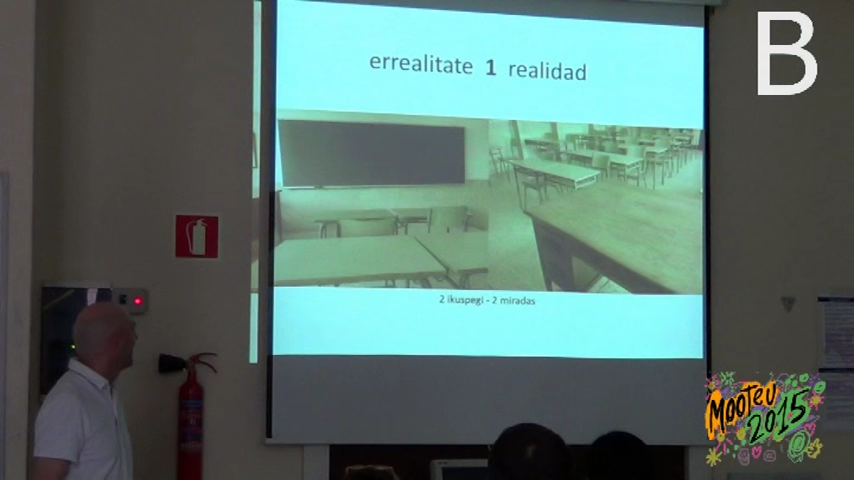 B
errealitate 1 realidad
2 ikuspegi - 2 miradas
MOOTEU
2015